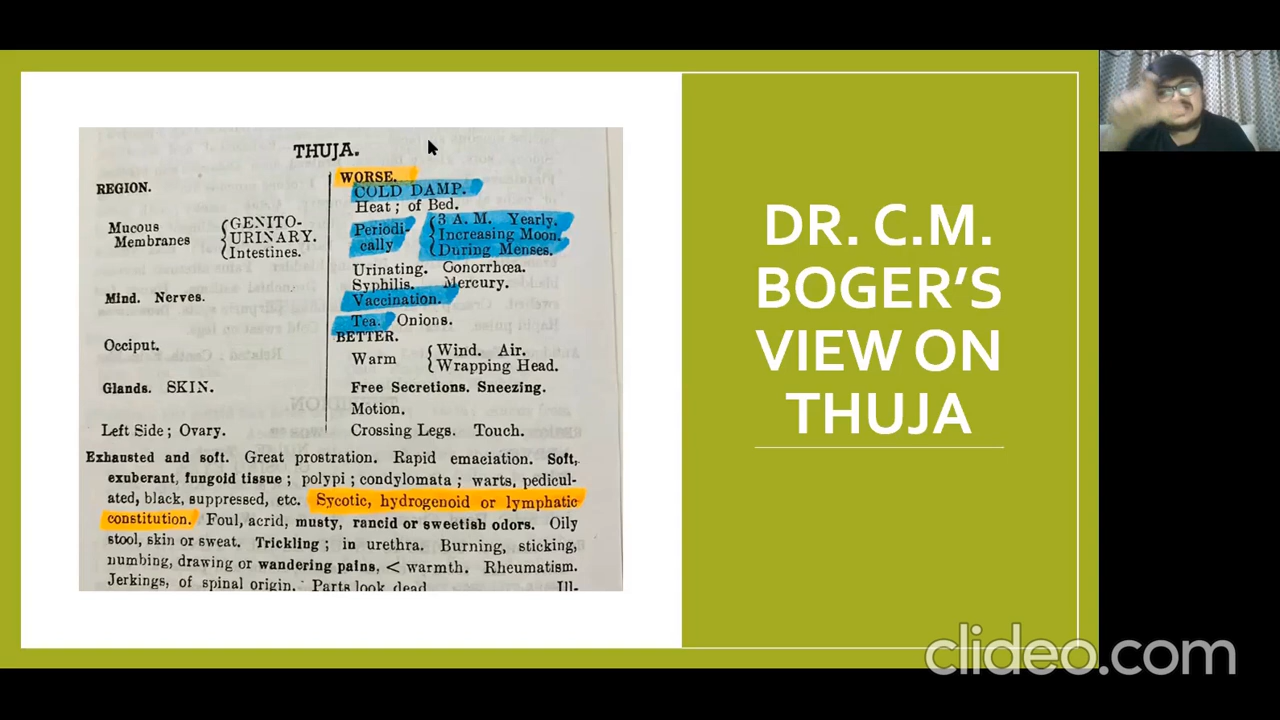 THUJA.
REGION.
Mucous
Membranes
GENITO-
URINARY.
Intestines.
Mind. Nerves.
Occiput.
Glands. SKIN.
Left Side; Ovary.
WORSE.
COLD DAMP.
Heat; of Bed.
Periodi-
cally
3 A. M. Yearly.
Increasing Moon.
During Menses.
Urinating. Gonorrhœa.
Syphilis. Mercury.
Vaccination.
Tea. Onions.
BETTER.
Warm
Wind. Air.
Wrapping Head.
Free Secretions. Sneezing.
Motion.
Crossing Legs. Touch.
Exhausted and soft. Great prostration. Rapid emaciation. Soft,
exuberant, fungoid tissue; polypi; condylomata; warts, pedicul-
ated, black, suppressed, etc. Sycotic, hydrogenoid or lymphatic
constitution. Foul, acrid, musty, rancid or sweetish odors. Oily
stool, skin or sweat. Trickling; in urethra. Burning, sticking,
numbing, drawing or wandering pains, < warmth. Rheumatism.
Jerkings, of spinal origin. Parts look dead Ill-
DR. C.M.
BOGER’S
VIEW ON
THUJA
clideo.com